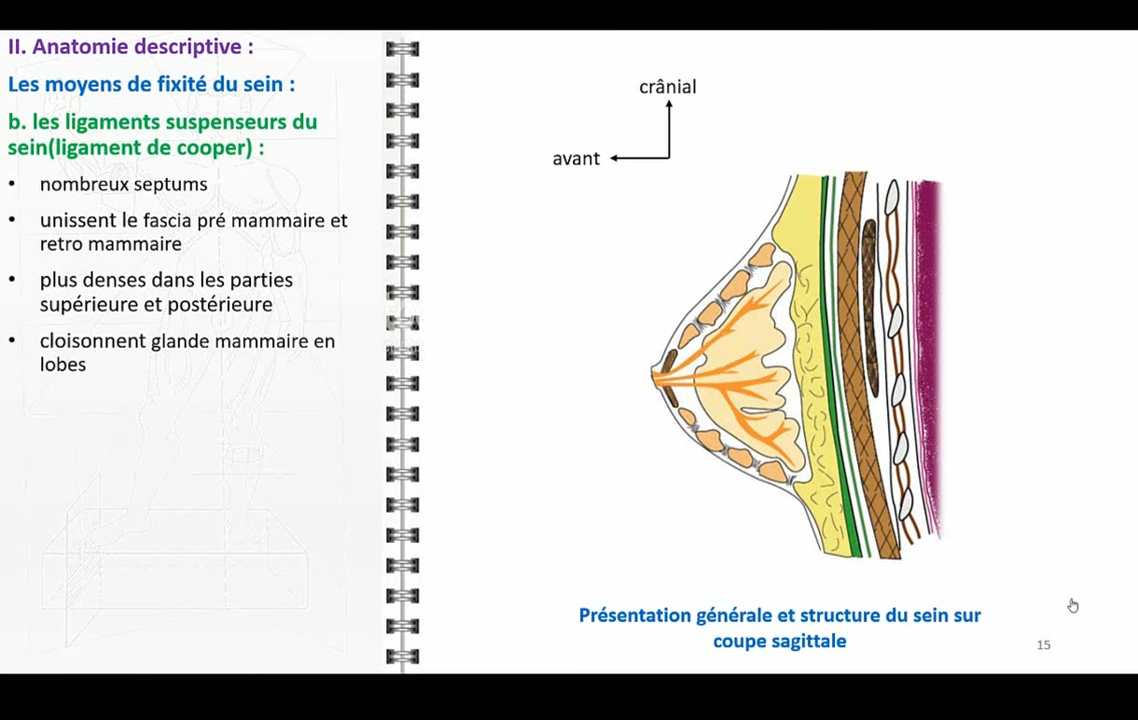 II. Anatomie descriptive :
Les moyens de fixité du sein :
b. les ligaments suspenseurs du
sein(ligament de cooper) :
• nombreux septums
• unissent le fascia pré mammaire et
retro mammaire
• plus denses dans les parties
supérieure et postérieure
• cloisonnent glande mammaire en
lobes
crânial
avant
Présentation générale et structure du sein sur
coupe sagittale
15